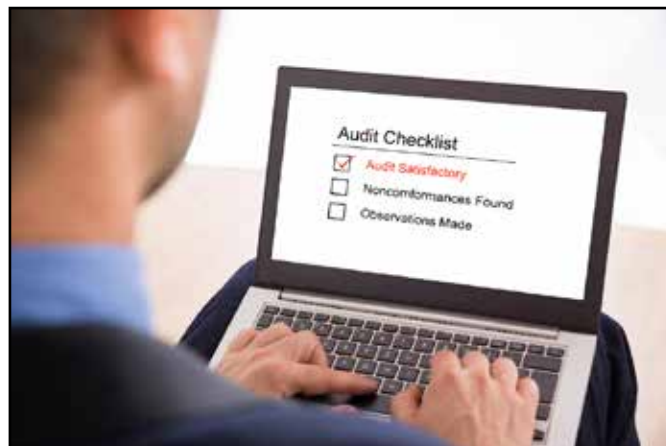 Audit Checklist
Audit Satisfactory
Noncomformances Found
Observations Made